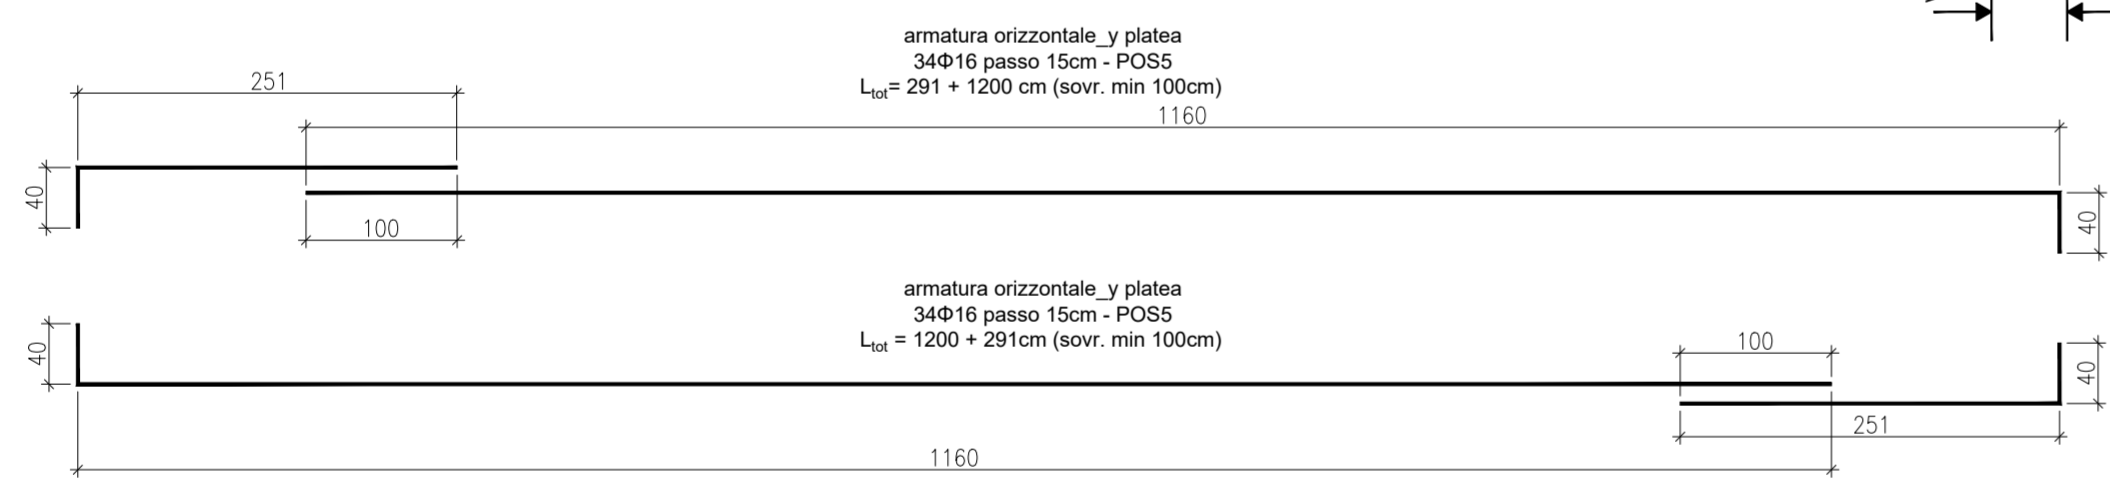 armatura orizzontale_y platea
34Φ16 passo 15cm - POS5
Ltot= 291 + 1200 cm (sovr. min 100cm)
251
1160
40
100
40
armatura orizzontale_y platea
34Φ16 passo 15cm - POS5
Ltot = 1200 + 291cm (sovr. min 100cm)
40
100
40
251
1160